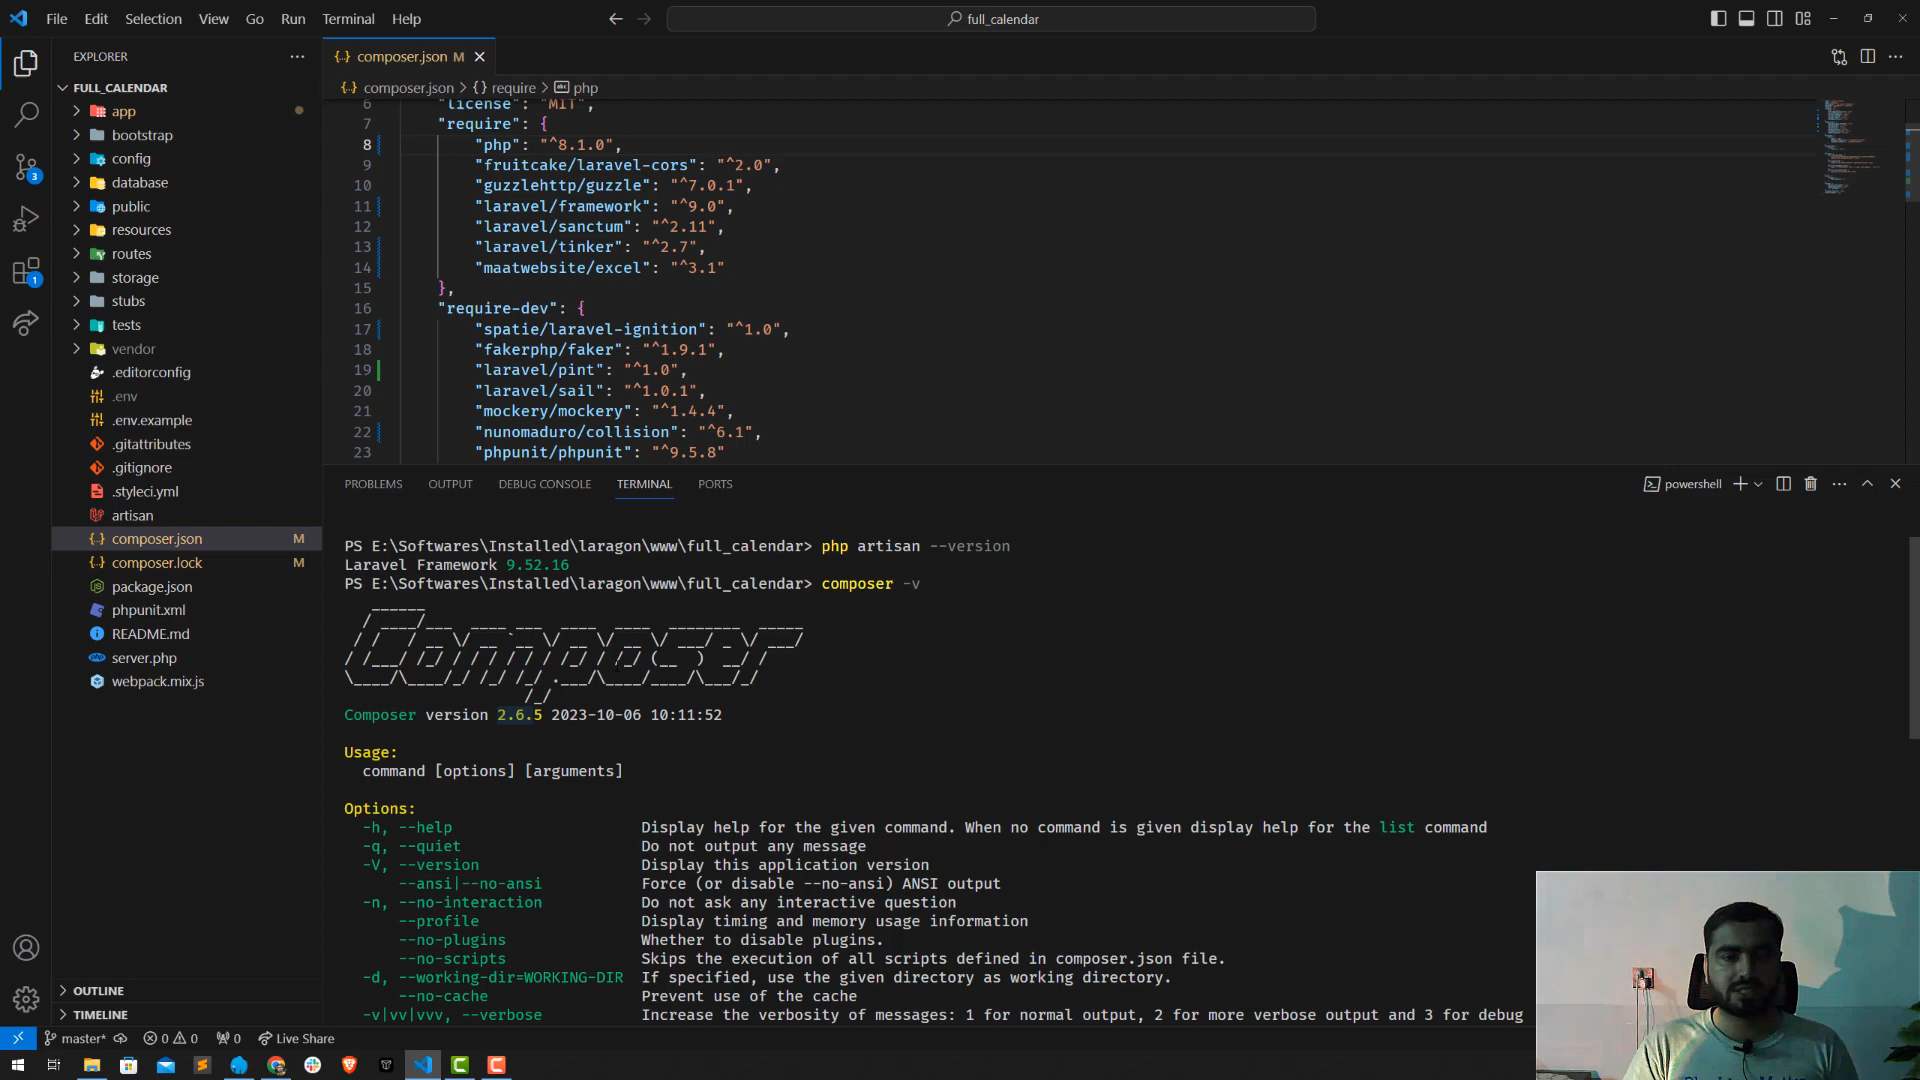 File Edit Selection View Go Run Terminal Help
full_calendar
EXPLORER
FULL_CALENDAR
app
bootstrap
config
database
public
resources
routes
storage
stubs
tests
vendor
.editorconfig
.env
.env.example
.gitattributes
.gitignore
.styleci.yml
artisan
composer.json M
composer.lock M
package.json
phpunit.xml
README.md
server.php
webpack.mix.js
OUTLINE
TIMELINE
3
1
composer.json M
composer.json > {} require > php
6 "license": "MIT",
7 "require": {
8 "php": "^8.1.0",
9 "fruitcake/laravel-cors": "^2.0",
10 "guzzlehttp/guzzle": "^7.0.1",
11 "laravel/framework": "^9.0",
12 "laravel/sanctum": "^2.11",
13 "laravel/tinker": "^2.7",
14 "maatwebsite/excel": "^3.1"
15 },
16 "require-dev": {
17 "spatie/laravel-ignition": "^1.0",
18 "fakerphp/faker": "^1.9.1",
19 "laravel/pint": "^1.0",
20 "laravel/sail": "^1.0.1",
21 "mockery/mockery": "^1.4.4",
22 "nunomaduro/collision": "^6.1",
23 "phpunit/phpunit": "^9.5.8"
PROBLEMS OUTPUT DEBUG CONSOLE TERMINAL PORTS
powershell
PS E:\Softwares\Installed\laragon\www\full_calendar> php artisan --version
Laravel Framework 9.52.16
PS E:\Softwares\Installed\laragon\www\full_calendar> composer -v
Composer
Composer version 2.6.5 2023-10-06 10:11:52
Usage:
command [options] [arguments]
Options:
-h, --help Display help for the given command. When no command is given display help for the list command
-q, --quiet Do not output any message
-V, --version Display this application version
--ansi|--no-ansi Force (or disable --no-ansi) ANSI output
-n, --no-interaction Do not ask any interactive question
--profile Display timing and memory usage information
--no-plugins Whether to disable plugins.
--no-scripts Skips the execution of all scripts defined in composer.json file.
-d, --working-dir=WORKING-DIR If specified, use the given directory as working directory.
--no-cache Prevent use of the cache
-v|vv|vvv, --verbose Increase the verbosity of messages: 1 for normal output, 2 for more verbose output and 3 for debug
master* 0 0 0 Live Share